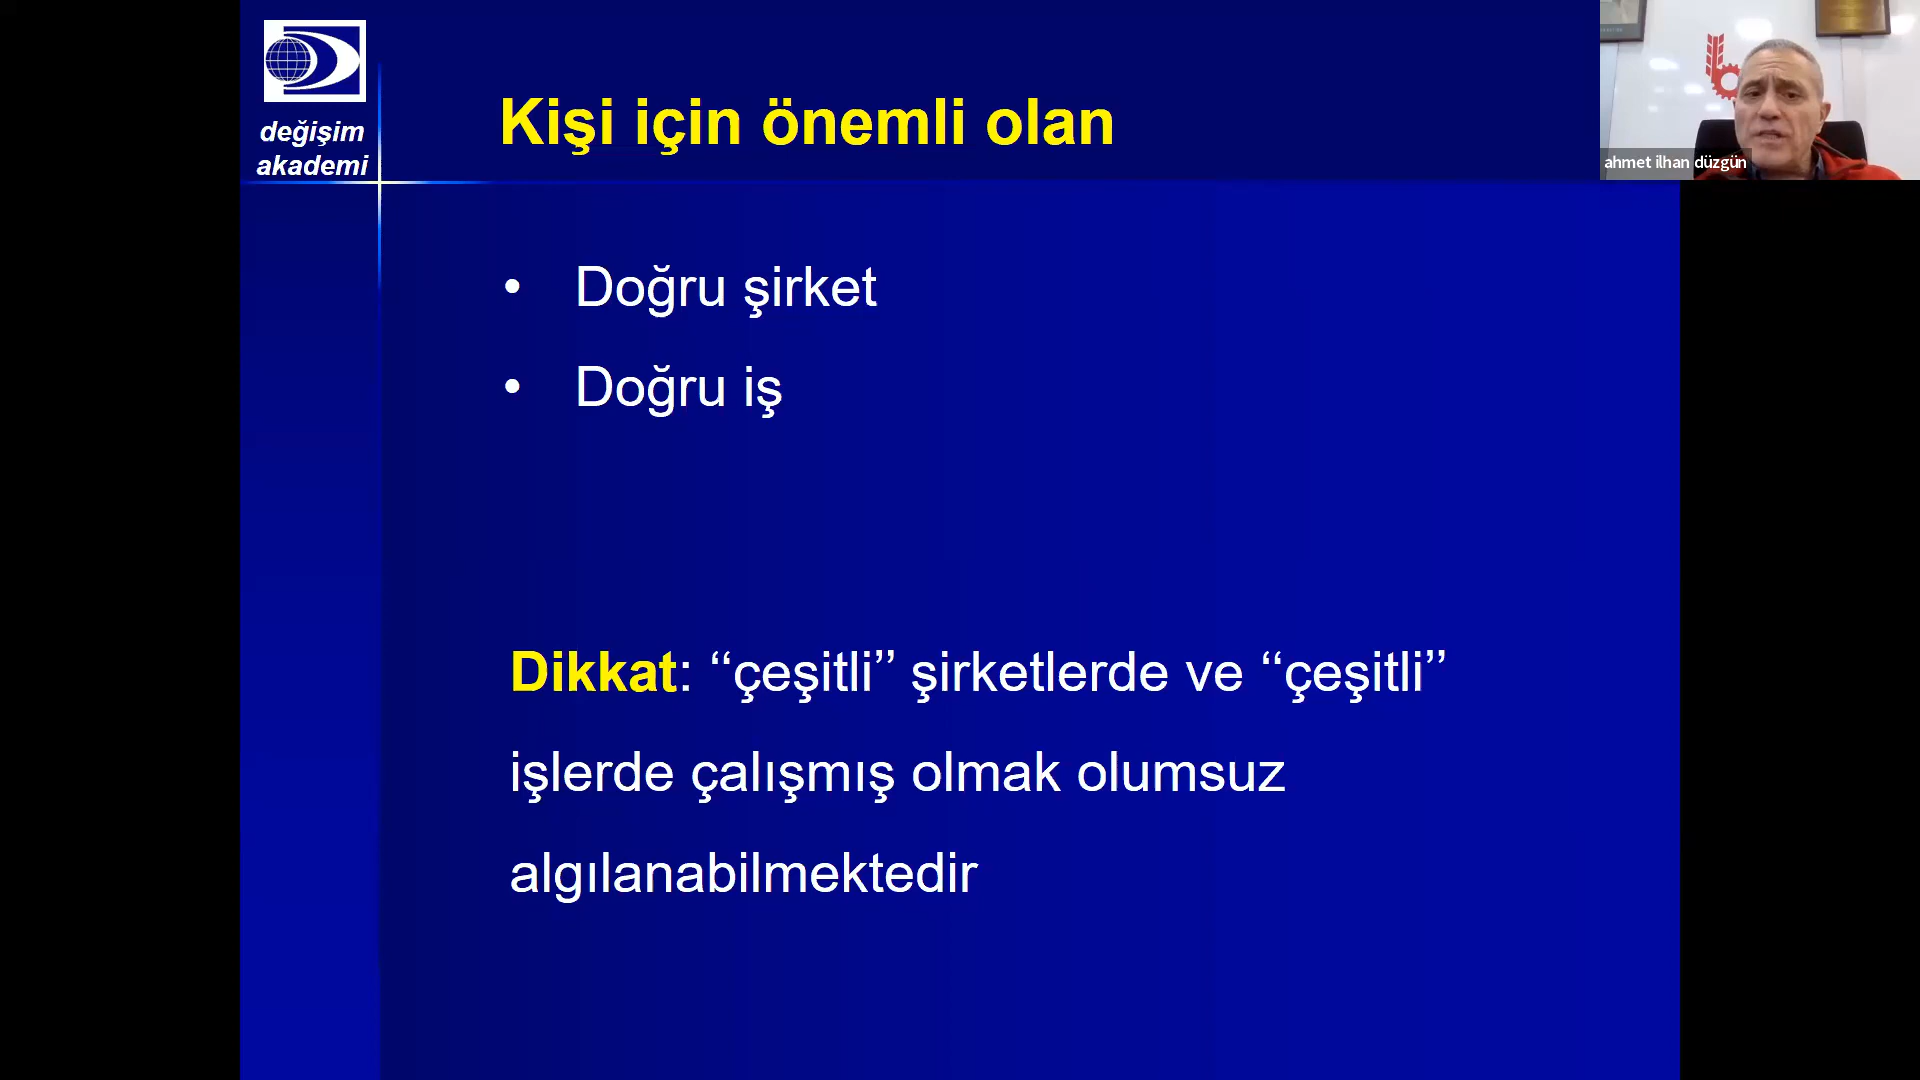 değişim
akademi
Kişi için önemli olan
ahmet ilhan düzgün
• Doğru şirket
• Doğru iş
Dikkat: ‘‘çeşitli’’ şirketlerde ve ‘‘çeşitli’’
işlerde çalışmış olmak olumsuz
algılanabilmektedir